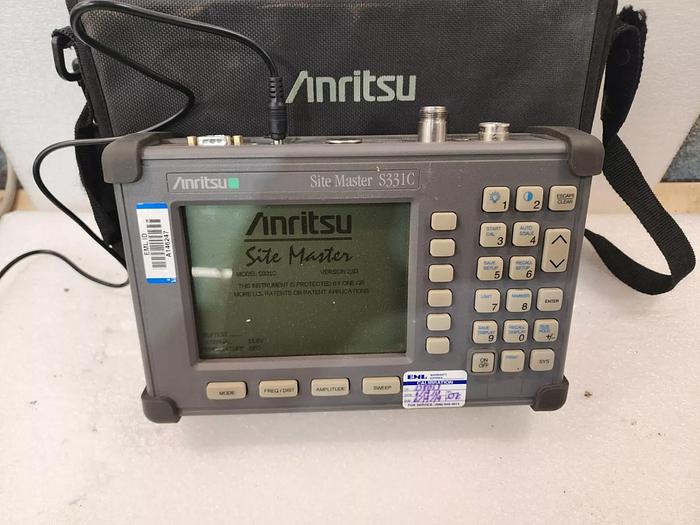 Anritsu
Anritsu
Site Master S331C
EML ID
A146247
Anritsu
Site Master
MODEL: S331C
THIS INSTRUMENT IS PROTECTED BY ONE OR
MORE U.S. PATENTS OR PATENT APPLICATIONS
1
2
ESCAPE
CLEAR
START
CAL
3
AUTO
SCALE
4
SAVE
SETUP
5
RECALL
SETUP
6
LIMIT
7
MARKER
8
ENTER
SAVE
DISPLAY
9
RECALL
DISPLAY
0
+/-
ON
OFF
PRINT
SYS
MODE
FREQ / DIST
AMPLITUDE
SWEEP
CALIBRATION